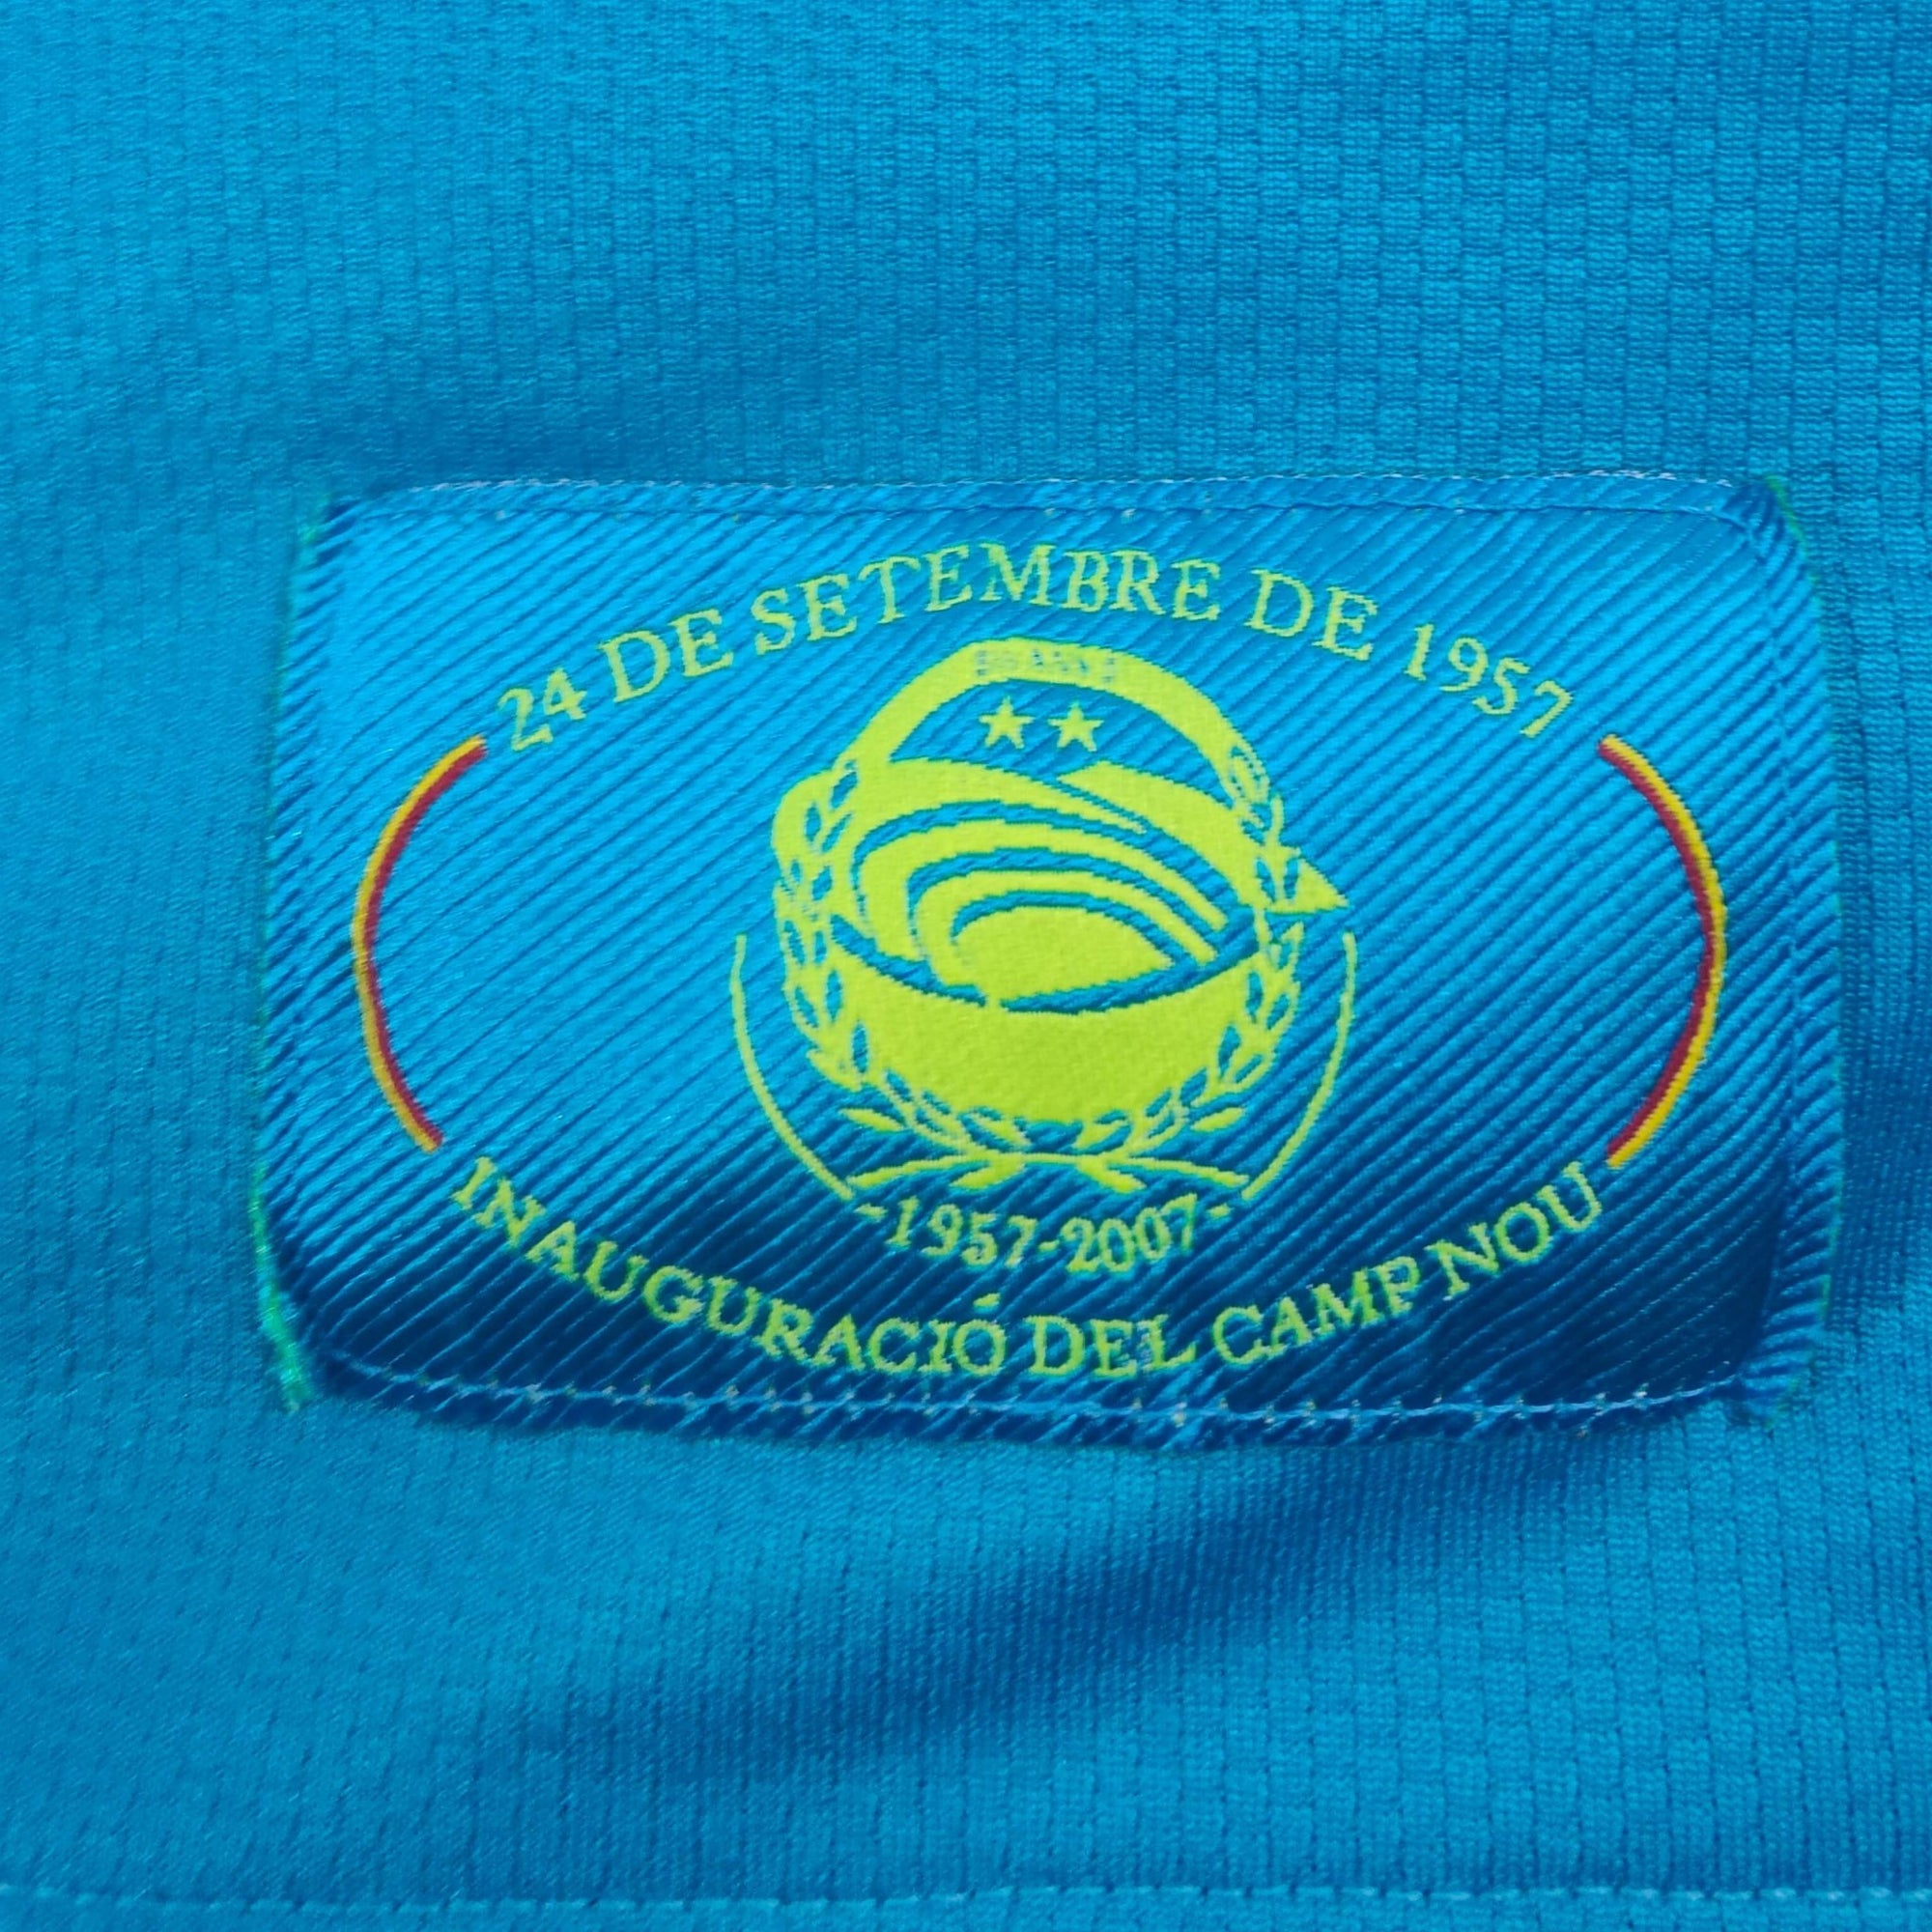 24 DE SETEMBRE DE 1957
-1957-2007-
INAUGURACIÓ DEL CAMP NOU